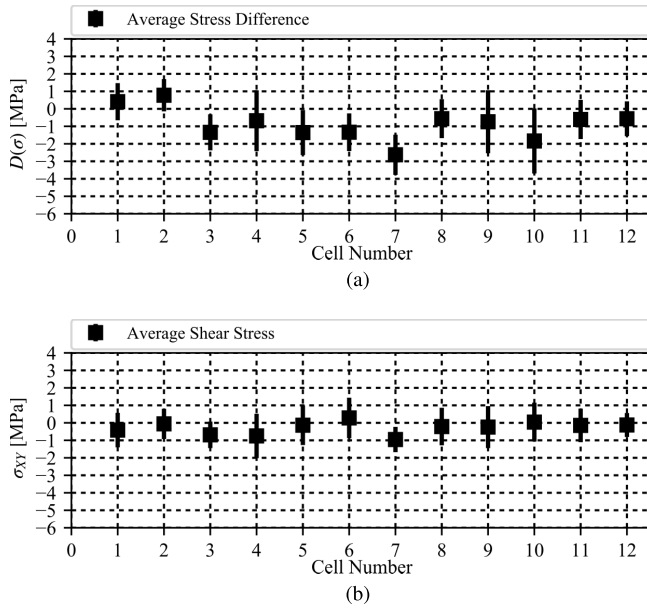 Average Stress Difference
4
3
2
1
0
−1
−2
−3
−4
−5
−6
D(σ) [MPa]
0 1 2 3 4 5 6 7 8 9 10 11 12
Cell Number
(a)
Average Shear Stress
4
3
2
1
0
−1
−2
−3
−4
−5
−6
σXY [MPa]
0 1 2 3 4 5 6 7 8 9 10 11 12
Cell Number
(b)